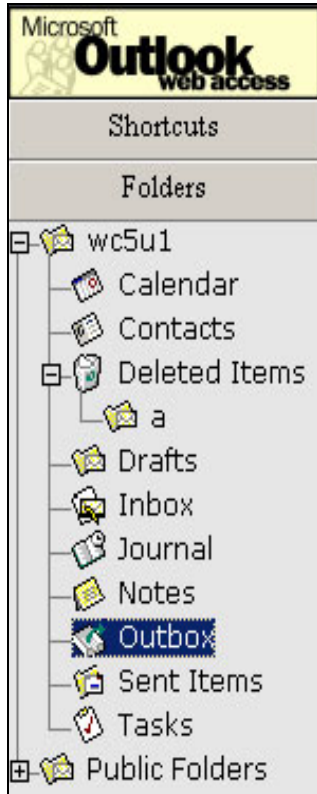 Microsoft
Outlook
web access
Shortcuts
Folders
wc5u1
Calendar
Contacts
Deleted Items
a
Drafts
Inbox
Journal
Notes
Outbox
Sent Items
Tasks
Public Folders